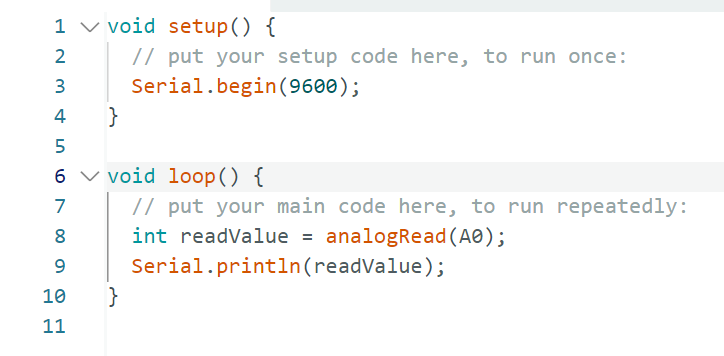 1 void setup() {
2 // put your setup code here, to run once:
3 Serial.begin(9600);
4 }
5
6 void loop() {
7 // put your main code here, to run repeatedly:
8 int readValue = analogRead(A0);
9 Serial.println(readValue);
10 }
11